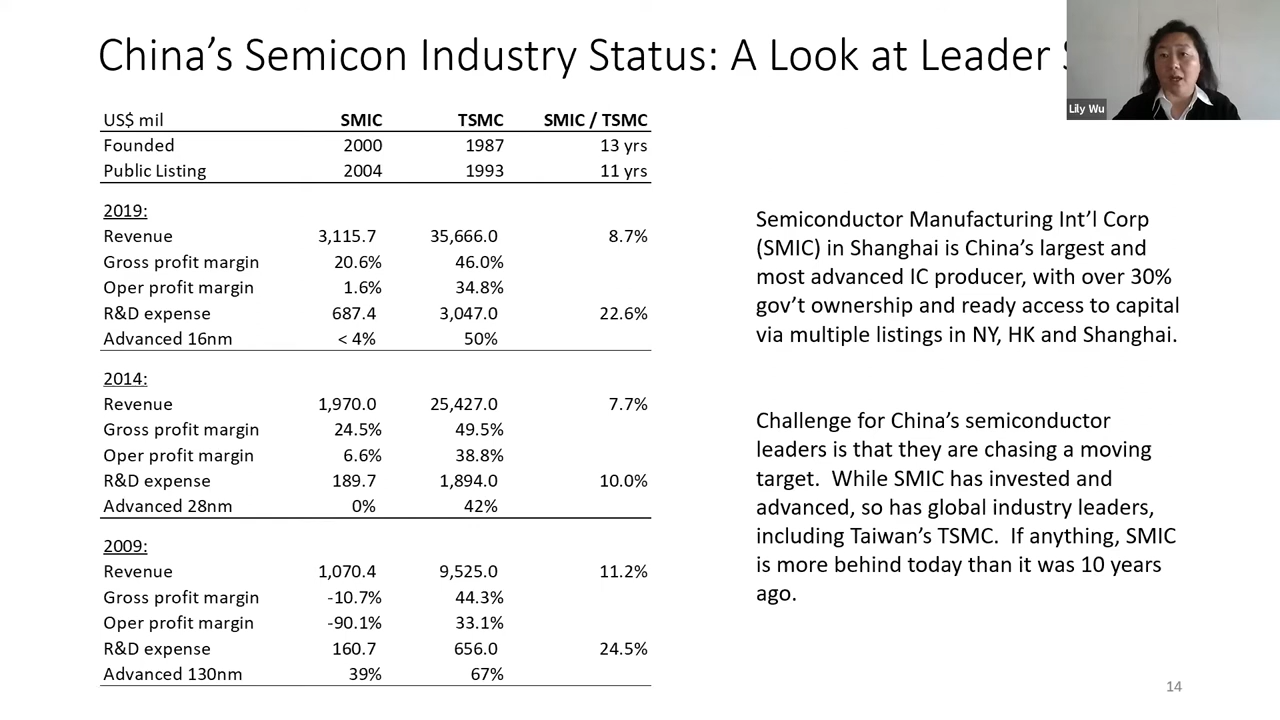 China's Semicon Industry Status: A Look at Leader
Lily Wu
US$ mil SMIC TSMC SMIC / TSMC
Founded 2000 1987 13 yrs
Public Listing 2004 1993 11 yrs
2019:
Revenue 3,115.7 35,666.0 8.7%
Gross profit margin 20.6% 46.0%
Oper profit margin 1.6% 34.8%
R&D expense 687.4 3,047.0 22.6%
Advanced 16nm < 4% 50%
2014:
Revenue 1,970.0 25,427.0 7.7%
Gross profit margin 24.5% 49.5%
Oper profit margin 6.6% 38.8%
R&D expense 189.7 1,894.0 10.0%
Advanced 28nm 0% 42%
2009:
Revenue 1,070.4 9,525.0 11.2%
Gross profit margin -10.7% 44.3%
Oper profit margin -90.1% 33.1%
R&D expense 160.7 656.0 24.5%
Advanced 130nm 39% 67%
Semiconductor Manufacturing Int'l Corp
(SMIC) in Shanghai is China's largest and
most advanced IC producer, with over 30%
gov't ownership and ready access to capital
via multiple listings in NY, HK and Shanghai.
Challenge for China's semiconductor
leaders is that they are chasing a moving
target. While SMIC has invested and
advanced, so has global industry leaders,
including Taiwan's TSMC. If anything, SMIC
is more behind today than it was 10 years
ago.
14